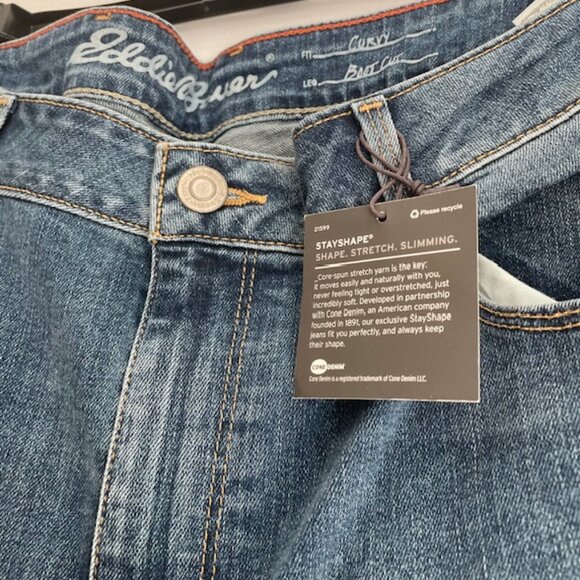 Eddie Bauer®
FIT CURVY
LEG BOOT CUT
Please recycle
21599
STAYSHAPE®
SHAPE. STRETCH. SLIMMING.
Core-spun stretch yarn is the key:
it moves easily and naturally with you,
never feeling tight or overstretched, just
incredibly soft. Developed in partnership
with Cone Denim, an American company
founded in 1891, our exclusive StayShape
jeans fit you perfectly, and always keep
their shape.
CONE DENIM™
Cone Denim is a registered trademark of Cone Denim LLC.